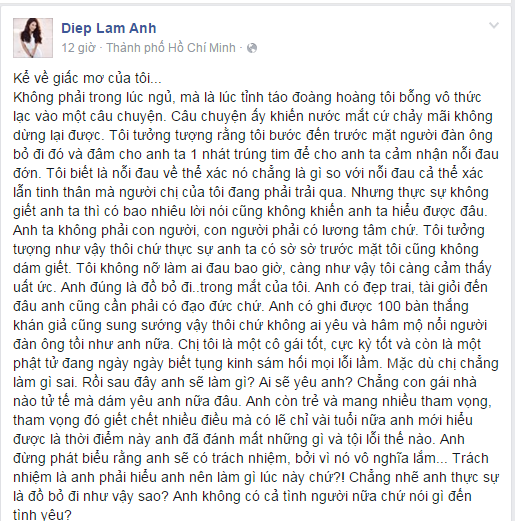 Diep Lam Anh
12 giờ · Thành phố Hồ Chí Minh ·
Kể về giấc mơ của tôi...
Không phải trong lúc ngủ, mà là lúc tỉnh táo đoàng hoàng tôi bỗng vô thức
lạc vào một câu chuyện. Câu chuyện ấy khiến nước mắt cứ chảy mãi không
dừng lại được. Tôi tưởng tượng rằng tôi bước đến trước mặt người đàn ông
bỏ đi đó và đâm cho anh ta 1 nhát trúng tim để cho anh ta cảm nhận nỗi đau
đớn. Tôi biết là nỗi đau về thể xác nó chẳng là gì so với nỗi đau cả thể xác
lẫn tinh thân mà người chị của tôi đang phải trải qua. Nhưng thực sự không
giết anh ta thì có bao nhiêu lời nói cũng không khiến anh ta hiểu được đâu.
Anh ta không phải con người, con người phải có lương tâm chứ. Tôi tưởng
tượng như vậy thôi chứ thực sự anh ta có sờ sờ trước mặt tôi cũng không
dám giết. Tôi không nỡ làm ai đau bao giờ, càng như vậy tôi càng cảm thấy
uất ức. Anh đúng là đồ bỏ đi..trong mắt của tôi. Anh có đẹp trai, tài giỏi đến
đâu anh cũng cần phải có đạo đức chứ. Anh có ghi được 100 bàn thắng
khán giả cũng sung sướng vậy thôi chứ không ai yêu và hâm mộ nổi người
đàn ông tồi như anh nữa. Chị tôi là một cô gái tốt, cực kỳ tốt và còn là một
phật tử đang ngày ngày biết tụng kinh sám hối mọi lỗi lầm. Mặc dù chị chẳng
làm gì sai. Rồi sau đây anh sẽ làm gì? Ai sẽ yêu anh? Chẳng con gái nhà
nào tử tế mà dám yêu anh nữa đâu. Anh còn trẻ và mang nhiều tham vọng,
tham vọng đó giết chết nhiều điều mà có lẽ chỉ vài tuổi nữa anh mới hiểu
được là thời điểm này anh đã đánh mất những gì và tội lỗi thế nào. Anh
đừng phát biểu rằng anh sẽ có trách nhiệm, bởi vì nó vô nghĩa lắm... Trách
nhiệm là anh phải hiểu anh nên làm gì lúc này chứ?! Chẳng nhẽ anh thực sự
là đồ bỏ đi như vậy sao? Anh không có cả tình người nữa chứ nói gì đến
tình yêu?